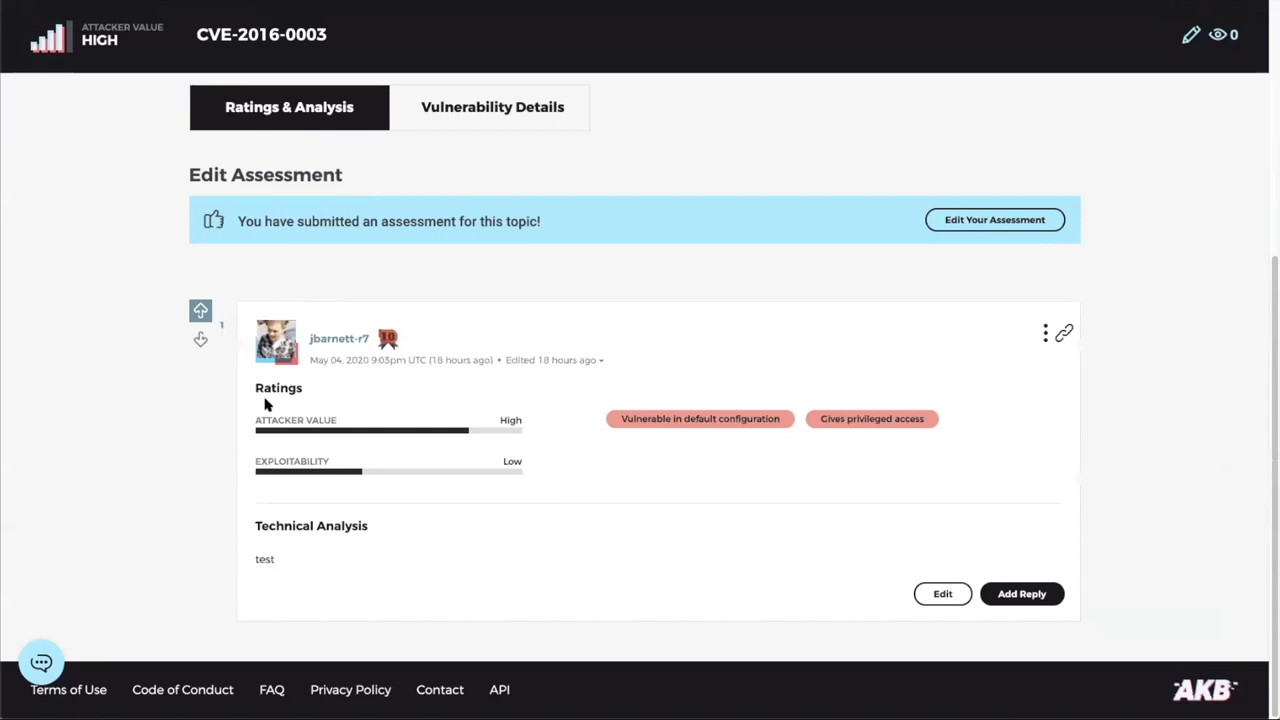 ATTACKER VALUE
HIGH
CVE-2016-0003
0
Ratings & Analysis
Vulnerability Details
Edit Assessment
You have submitted an assessment for this topic!
Edit Your Assessment
1
jbarnett-r7
10
May 04, 2020 9:03pm UTC (18 hours ago) • Edited 18 hours ago
Ratings
ATTACKER VALUE
High
Vulnerable in default configuration
Gives privileged access
EXPLOITABILITY
Low
Technical Analysis
test
Edit
Add Reply
Terms of Use
Code of Conduct
FAQ
Privacy Policy
Contact
API
AKB